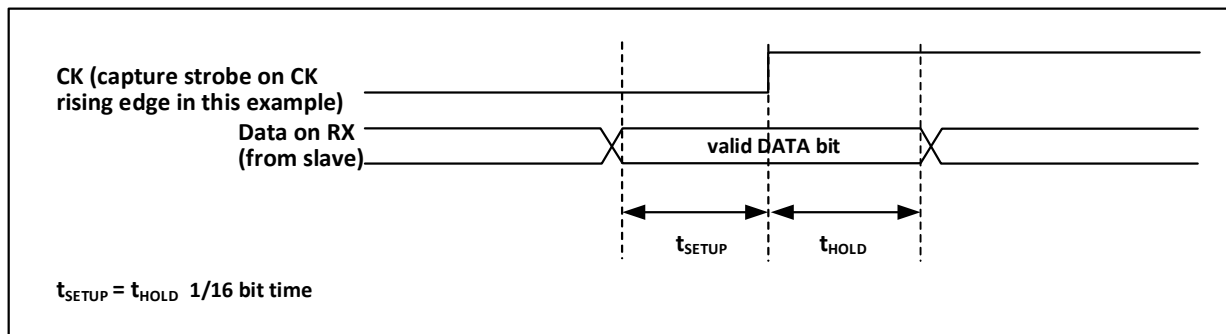 CK (capture strobe on CK
rising edge in this example)
Data on RX
(from slave)
valid DATA bit
tSETUP
tHOLD
tSETUP = tHOLD 1/16 bit time